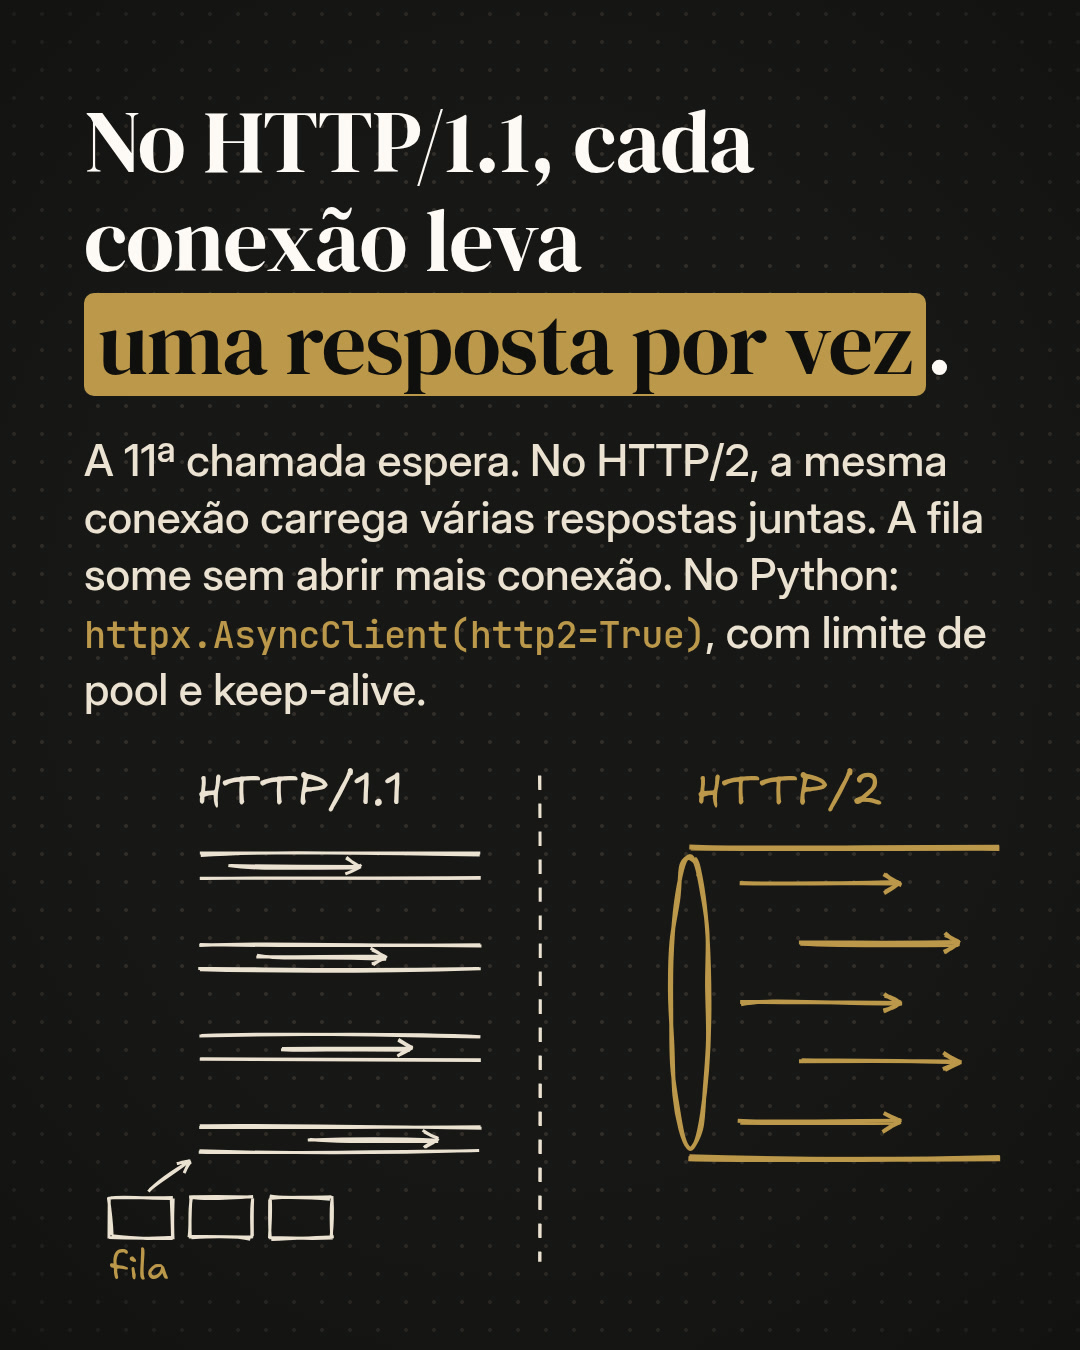 No HTTP/1.1, cada
conexão leva
uma resposta por vez.
A 11ª chamada espera. No HTTP/2, a mesma
conexão carrega várias respostas juntas. A fila
some sem abrir mais conexão. No Python:
httpx.AsyncClient(http2=True), com limite de
pool e keep-alive.
HTTP/1.1
HTTP/2
fila